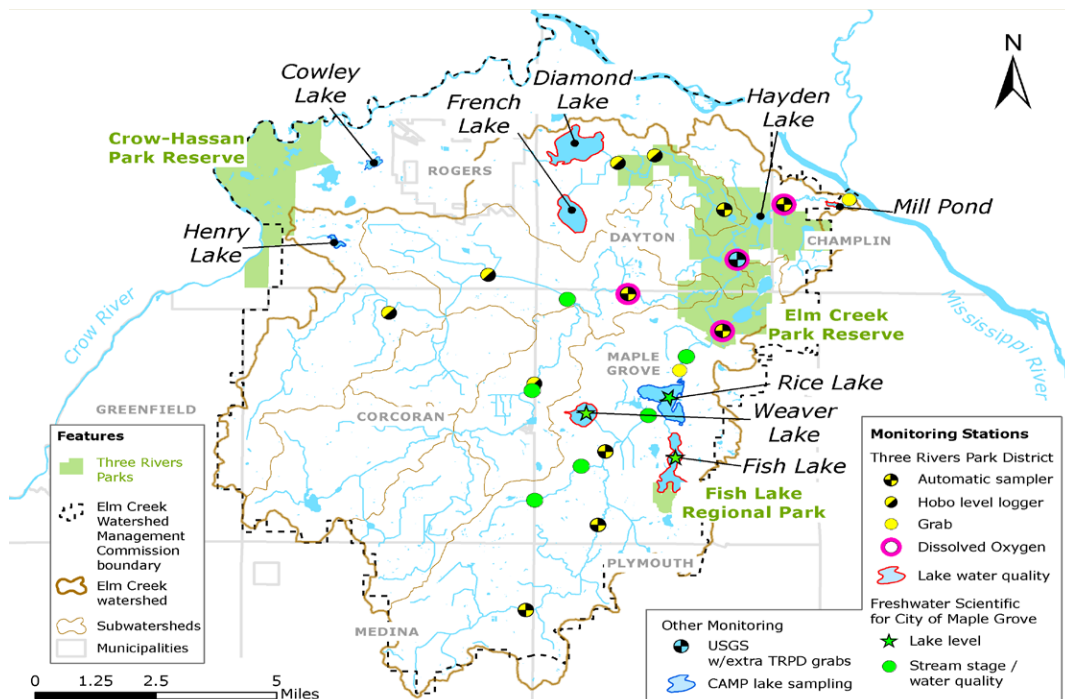 N
Cowley
Lake
Diamond
Lake
French
Lake
Hayden
Lake
Crow-Hassan
Park Reserve
ROGERS
Mill Pond
Henry
Lake
DAYTON
CHAMPLIN
Crow River
Elm Creek
Park Reserve
Mississippi
River
MAPLE
GROVE
Rice Lake
GREENFIELD
CORCORAN
Weaver
Lake
Fish Lake
Fish Lake
Regional Park
PLYMOUTH
MEDINA
Features
Three Rivers
Parks
Elm Creek
Watershed
Management
Commission
boundary
Elm Creek
watershed
Subwatersheds
Municipalities
0 1.25 2.5 5
Miles
Other Monitoring
USGS
w/extra TRPD grabs
CAMP lake sampling
Monitoring Stations
Three Rivers Park District
Automatic sampler
Hobo level logger
Grab
Dissolved Oxygen
Lake water quality
Freshwater Scientific
for City of Maple Grove
Lake level
Stream stage /
water quality